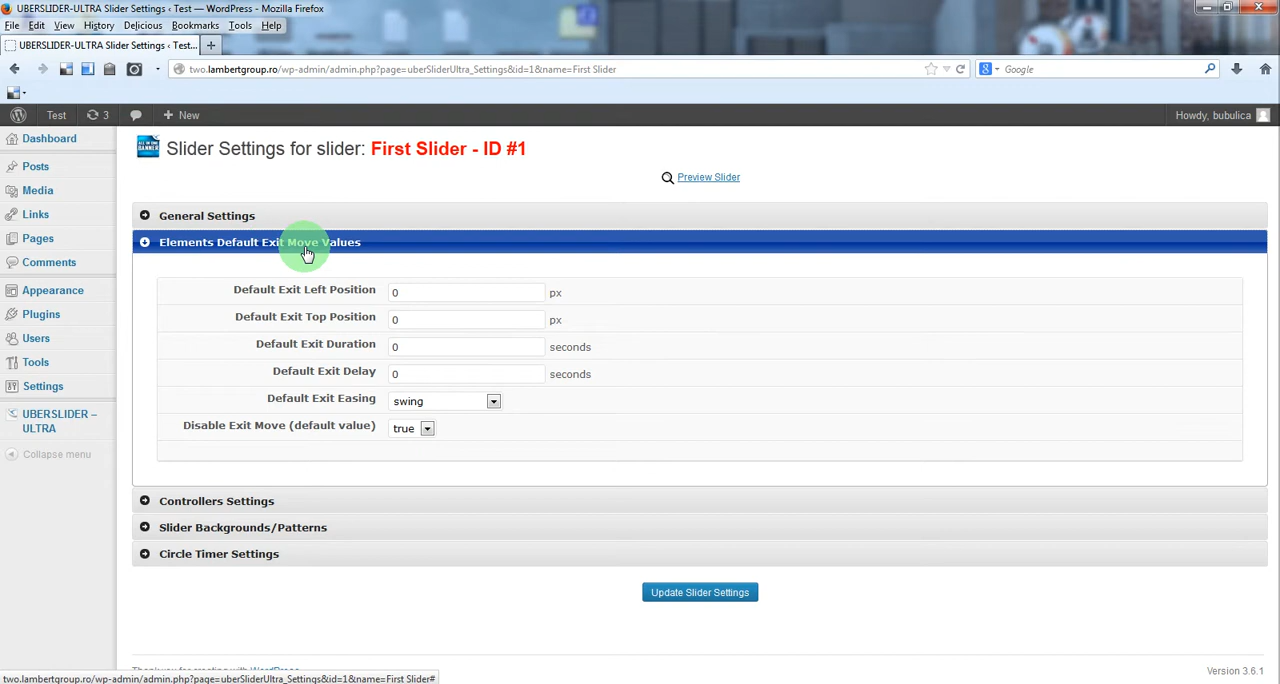 UBERSLIDER-ULTRA Slider Settings ‹ Test — WordPress - Mozilla Firefox
File Edit View History Delicious Bookmarks Tools Help
UBERSLIDER-ULTRA Slider Settings ‹ Test...
two.lambertgroup.ro/wp-admin/admin.php?page=uberSliderUltra_Settings&id=1&name=First Slider
Google
Test 3 New Howdy, bubulica
Dashboard
Posts
Media
Links
Pages
Comments
Appearance
Plugins
Users
Tools
Settings
UBERSLIDER –
ULTRA
Collapse menu
ALL IN ONE
BANNER
Slider Settings for slider: First Slider - ID #1
Preview Slider
General Settings
Elements Default Exit Move Values
Default Exit Left Position 0 px
Default Exit Top Position 0 px
Default Exit Duration 0 seconds
Default Exit Delay 0 seconds
Default Exit Easing swing
Disable Exit Move (default value) true
Controllers Settings
Slider Backgrounds/Patterns
Circle Timer Settings
Update Slider Settings
Thank you for creating with WordPress.
Version 3.6.1
two.lambertgroup.ro/wp-admin/admin.php?page=uberSliderUltra_Settings&id=1&name=First Slider#